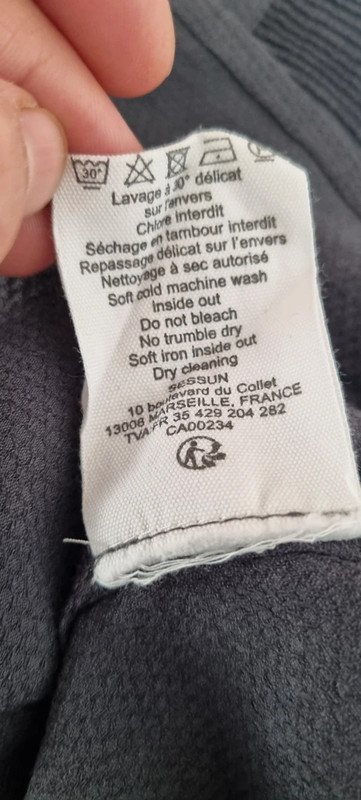 30°
Lavage à 30° délicat
sur l'envers
Chlore interdit
Séchage en tambour interdit
Repassage délicat sur l'envers
Nettoyage à sec autorisé
Soft cold machine wash
Inside out
Do not bleach
No trumble dry
Soft iron inside out
Dry cleaning
SESSUN
10 boulevard du Collet
13008 MARSEILLE, FRANCE
TVA:FR 35 429 204 282
CA00234